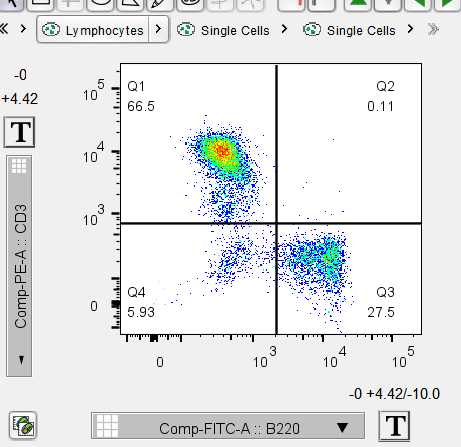 Lymphocytes
Single Cells
Single Cells
-0
+4.42
T
Comp-PE-A :: CD3
10^5
10^4
10^3
0
Q1
66.5
Q2
0.11
Q4
5.93
Q3
27.5
0
10^3
10^4
10^5
-0 +4.42/-10.0
Comp-FITC-A :: B220
T